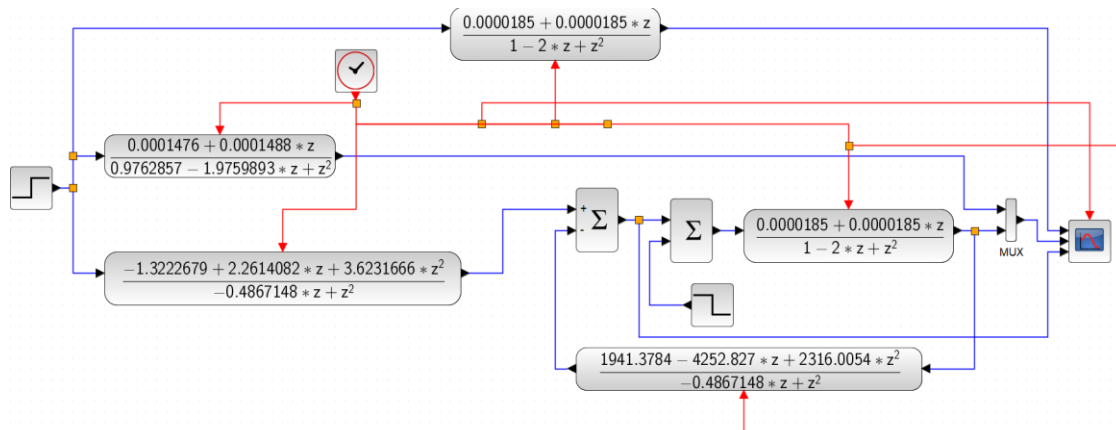 0.0000185 + 0.0000185 * z
1 − 2 * z + z²
0.0001476 + 0.0001488 * z
0.9762857 − 1.9759893 * z + z²
+
-
Σ
Σ
0.0000185 + 0.0000185 * z
1 − 2 * z + z²
MUX
−1.3222679 + 2.2614082 * z + 3.6231666 * z²
−0.4867148 * z + z²
1941.3784 − 4252.827 * z + 2316.0054 * z²
−0.4867148 * z + z²